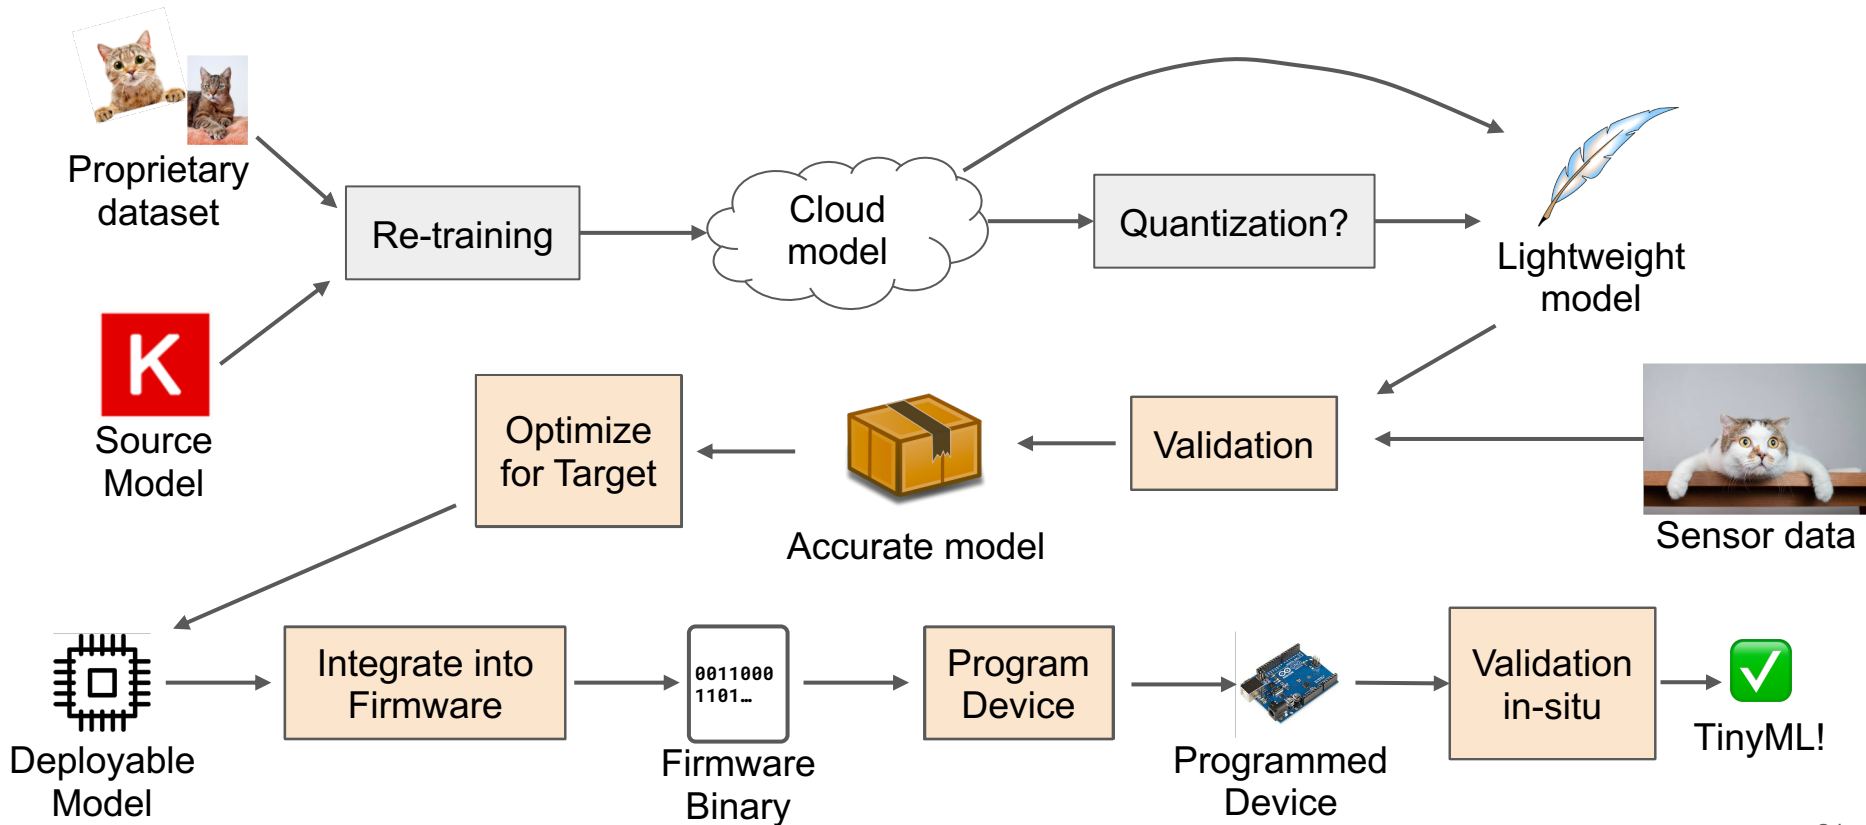 Proprietary
dataset
Re-training
Cloud
model
Quantization?
Lightweight
model
K
Source
Model
Optimize
for Target
Accurate model
Validation
Sensor data
Deployable
Model
Integrate into
Firmware
0011000
1101…
Firmware
Binary
Program
Device
Programmed
Device
Validation
in-situ
TinyML!